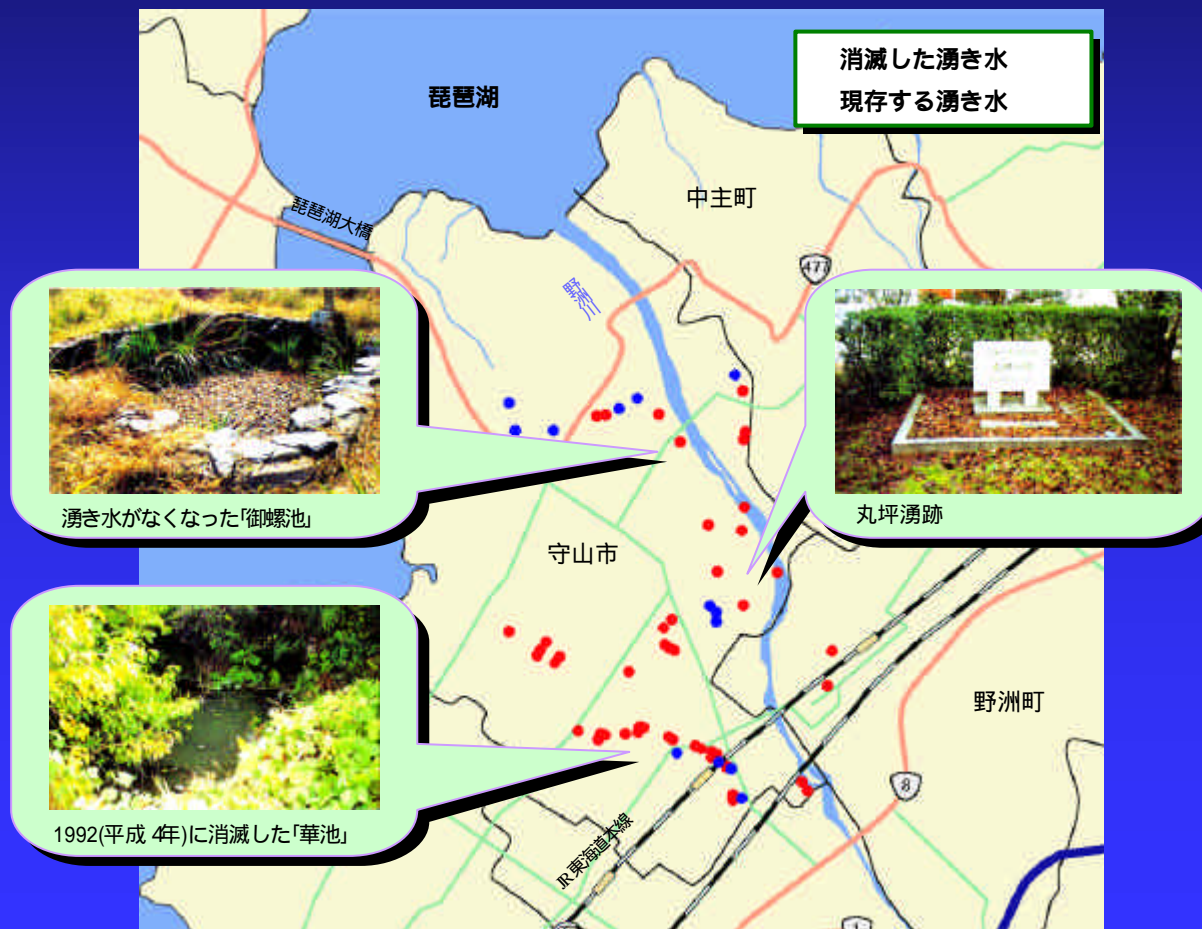 消滅した湧き水
現存する湧き水
琵琶湖
中主町
琵琶湖大橋
野洲川
477
湧き水がなくなった「御螺池」
丸坪湧跡
守山市
野洲町
8
1992(平成 4年)に消滅した「華池」
JR東海道本線
1